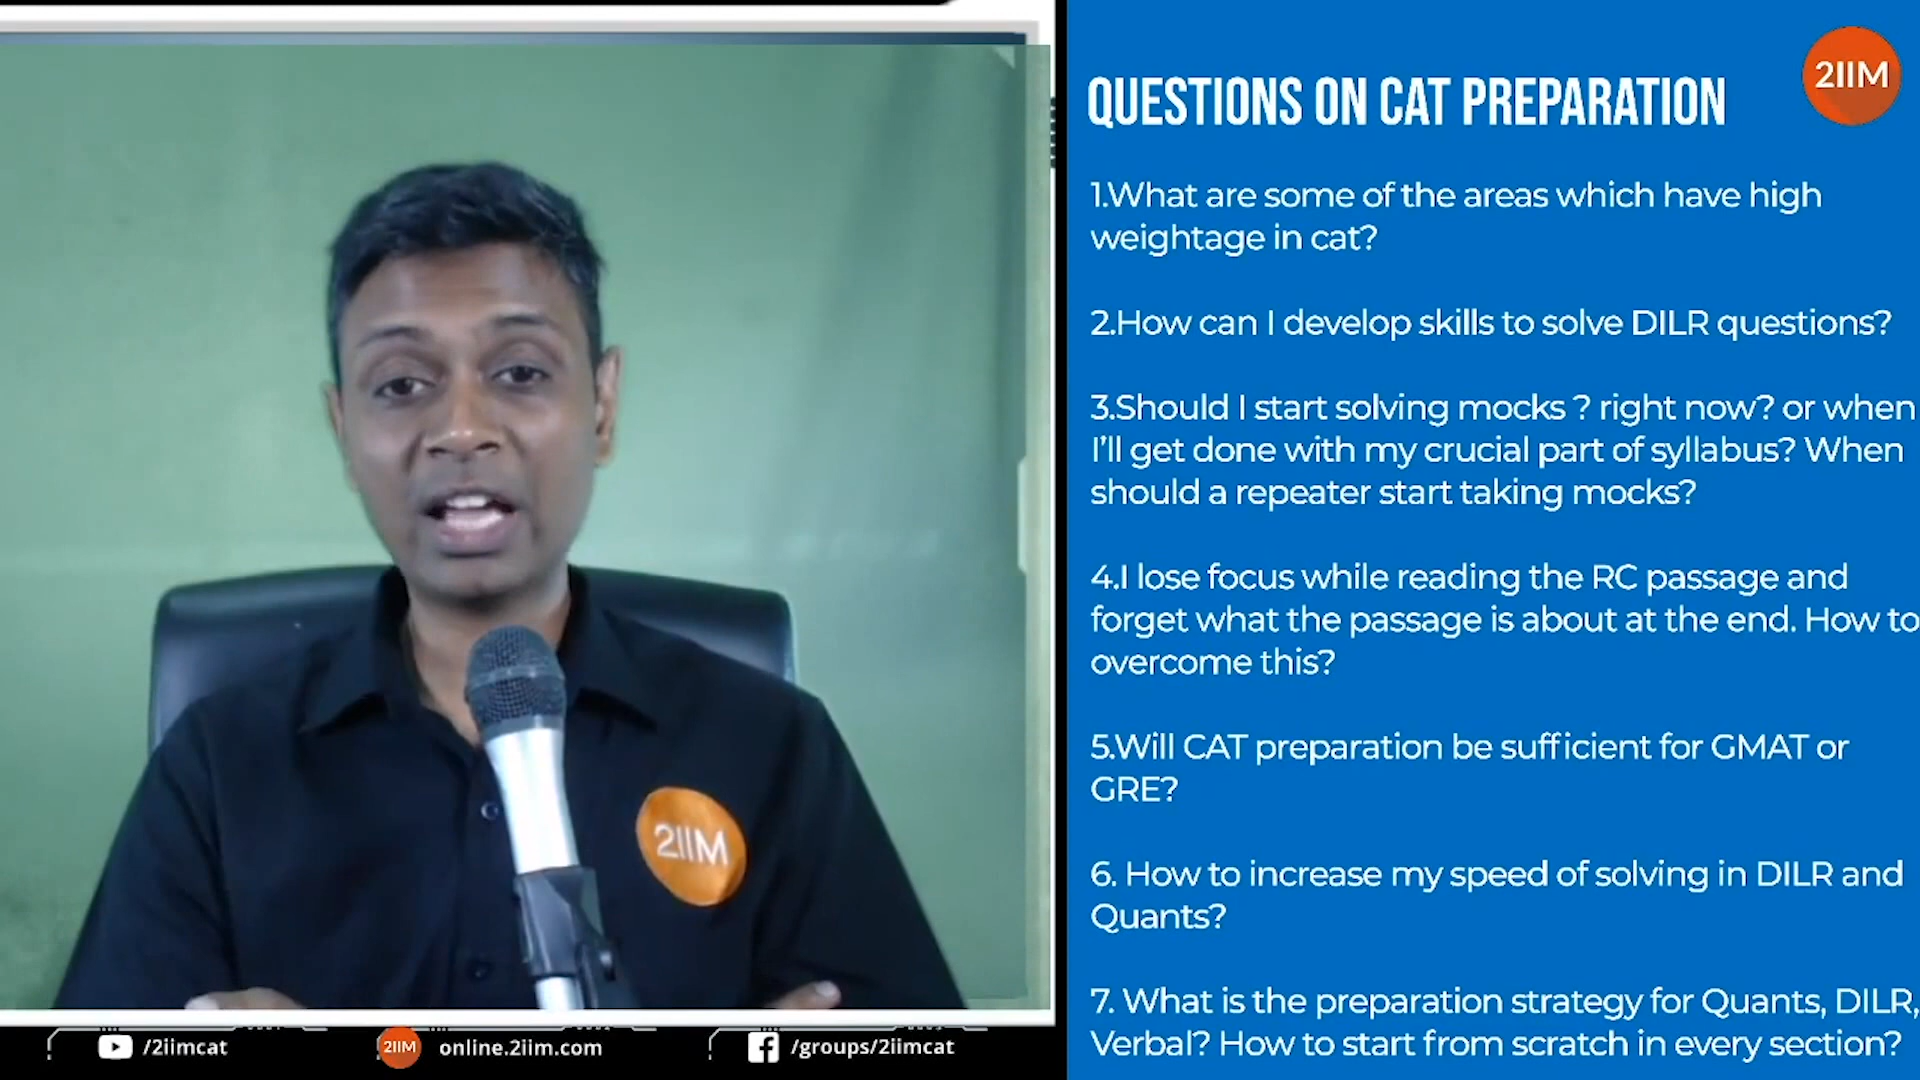 QUESTIONS ON CAT PREPARATION
2IIM
1.What are some of the areas which have high
weightage in cat?
2.How can I develop skills to solve DILR questions?
3.Should I start solving mocks ? right now? or when
I'll get done with my crucial part of syllabus? When
should a repeater start taking mocks?
4.I lose focus while reading the RC passage and
forget what the passage is about at the end. How to
overcome this?
5.Will CAT preparation be sufficient for GMAT or
GRE?
6. How to increase my speed of solving in DILR and
Quants?
7. What is the preparation strategy for Quants, DILR,
Verbal? How to start from scratch in every section?
2IIM
/2iimcat
2IIM
online.2iim.com
/groups/2iimcat